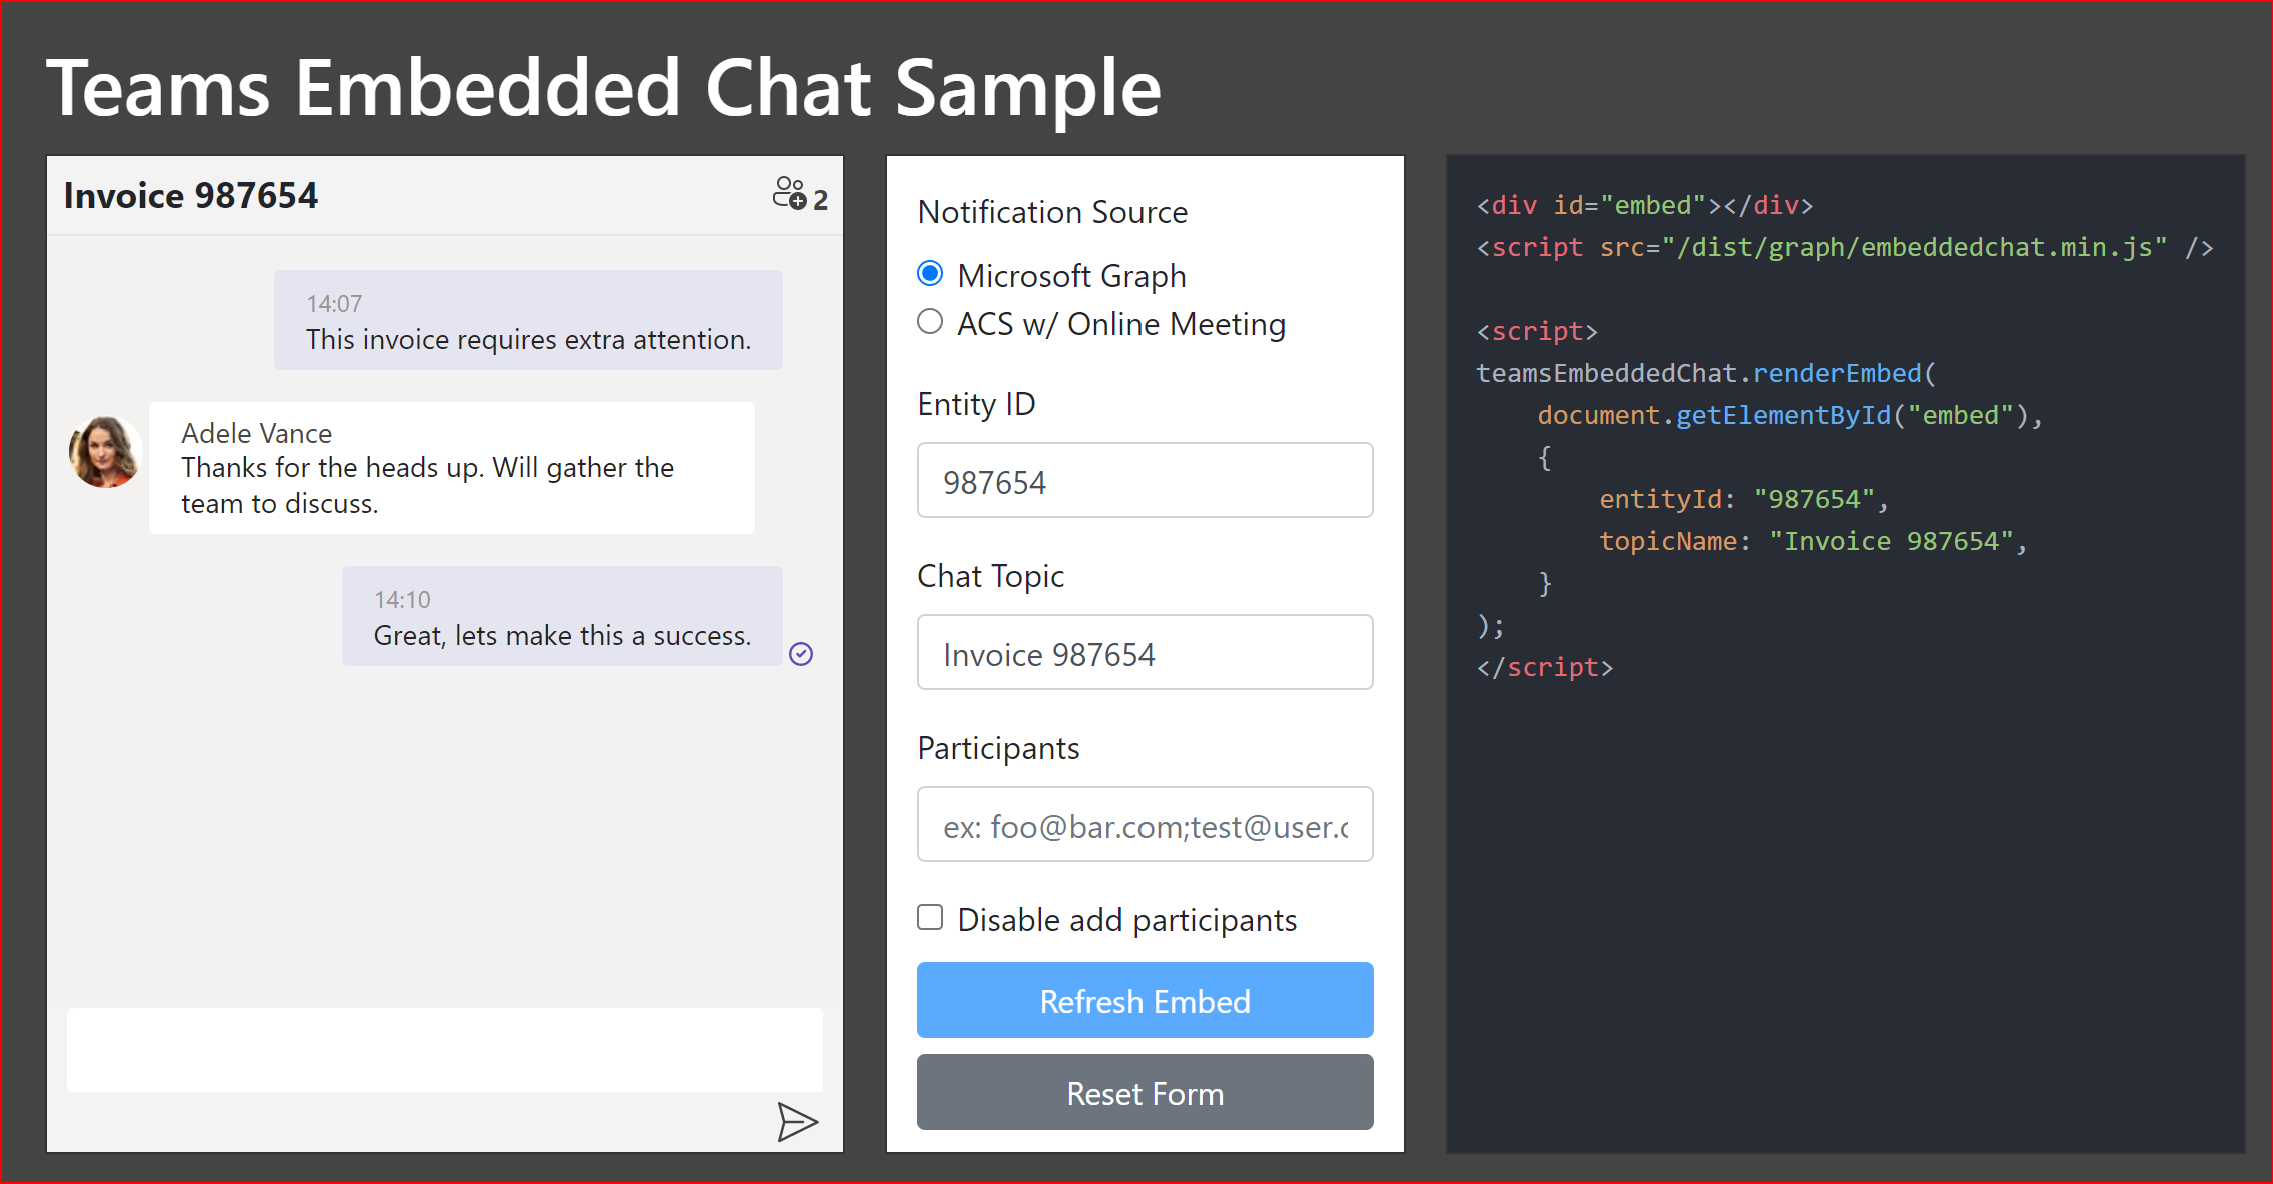 Teams Embedded Chat Sample
Invoice 987654
2
14:07
This invoice requires extra attention.
Adele Vance
Thanks for the heads up. Will gather the
team to discuss.
14:10
Great, lets make this a success.
Notification Source
Microsoft Graph
ACS w/ Online Meeting
Entity ID
987654
Chat Topic
Invoice 987654
Participants
ex: foo@bar.com;test@user.c
Disable add participants
Refresh Embed
Reset Form
<div id="embed"></div>
<script src="/dist/graph/embeddedchat.min.js" />
<script>
teamsEmbeddedChat.renderEmbed(
    document.getElementById("embed"),
    {
        entityId: "987654",
        topicName: "Invoice 987654",
    }
);
</script>